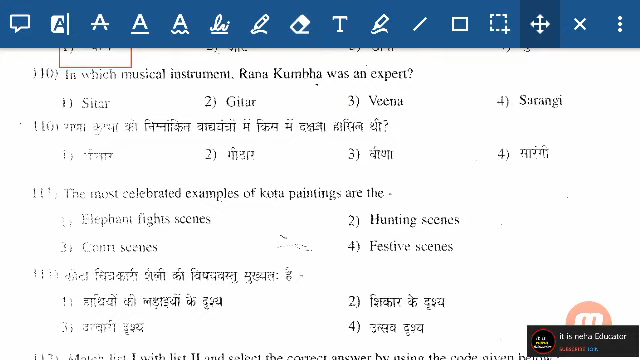 110) In which musical instrument, Rana Kumbha was an expert?
1) Sitar 2) Gitar 3) Veena 4) Sarangi
110) राणा कुम्भा को निम्नांकित वाद्ययंत्रों में किस में दक्षता हासिल थी?
1) सितार 2) गीटार 3) वीणा 4) सारंगी
111) The most celebrated examples of kota paintings are the -
1) Elephant fights scenes 2) Hunting scenes
3) Court scenes 4) Festive scenes
111) कोटा चित्रकारी शैली की विषयवस्तु मुख्यतः है -
1) हाथियों की लड़ाइयों के दृश्य 2) शिकार के दृश्य
3) दरबारी दृश्य 4) उत्सव दृश्य
it is neha Educator
SUBSCRIBE JOIN
112) Match list I with list II and select the correct answer by using the code given below